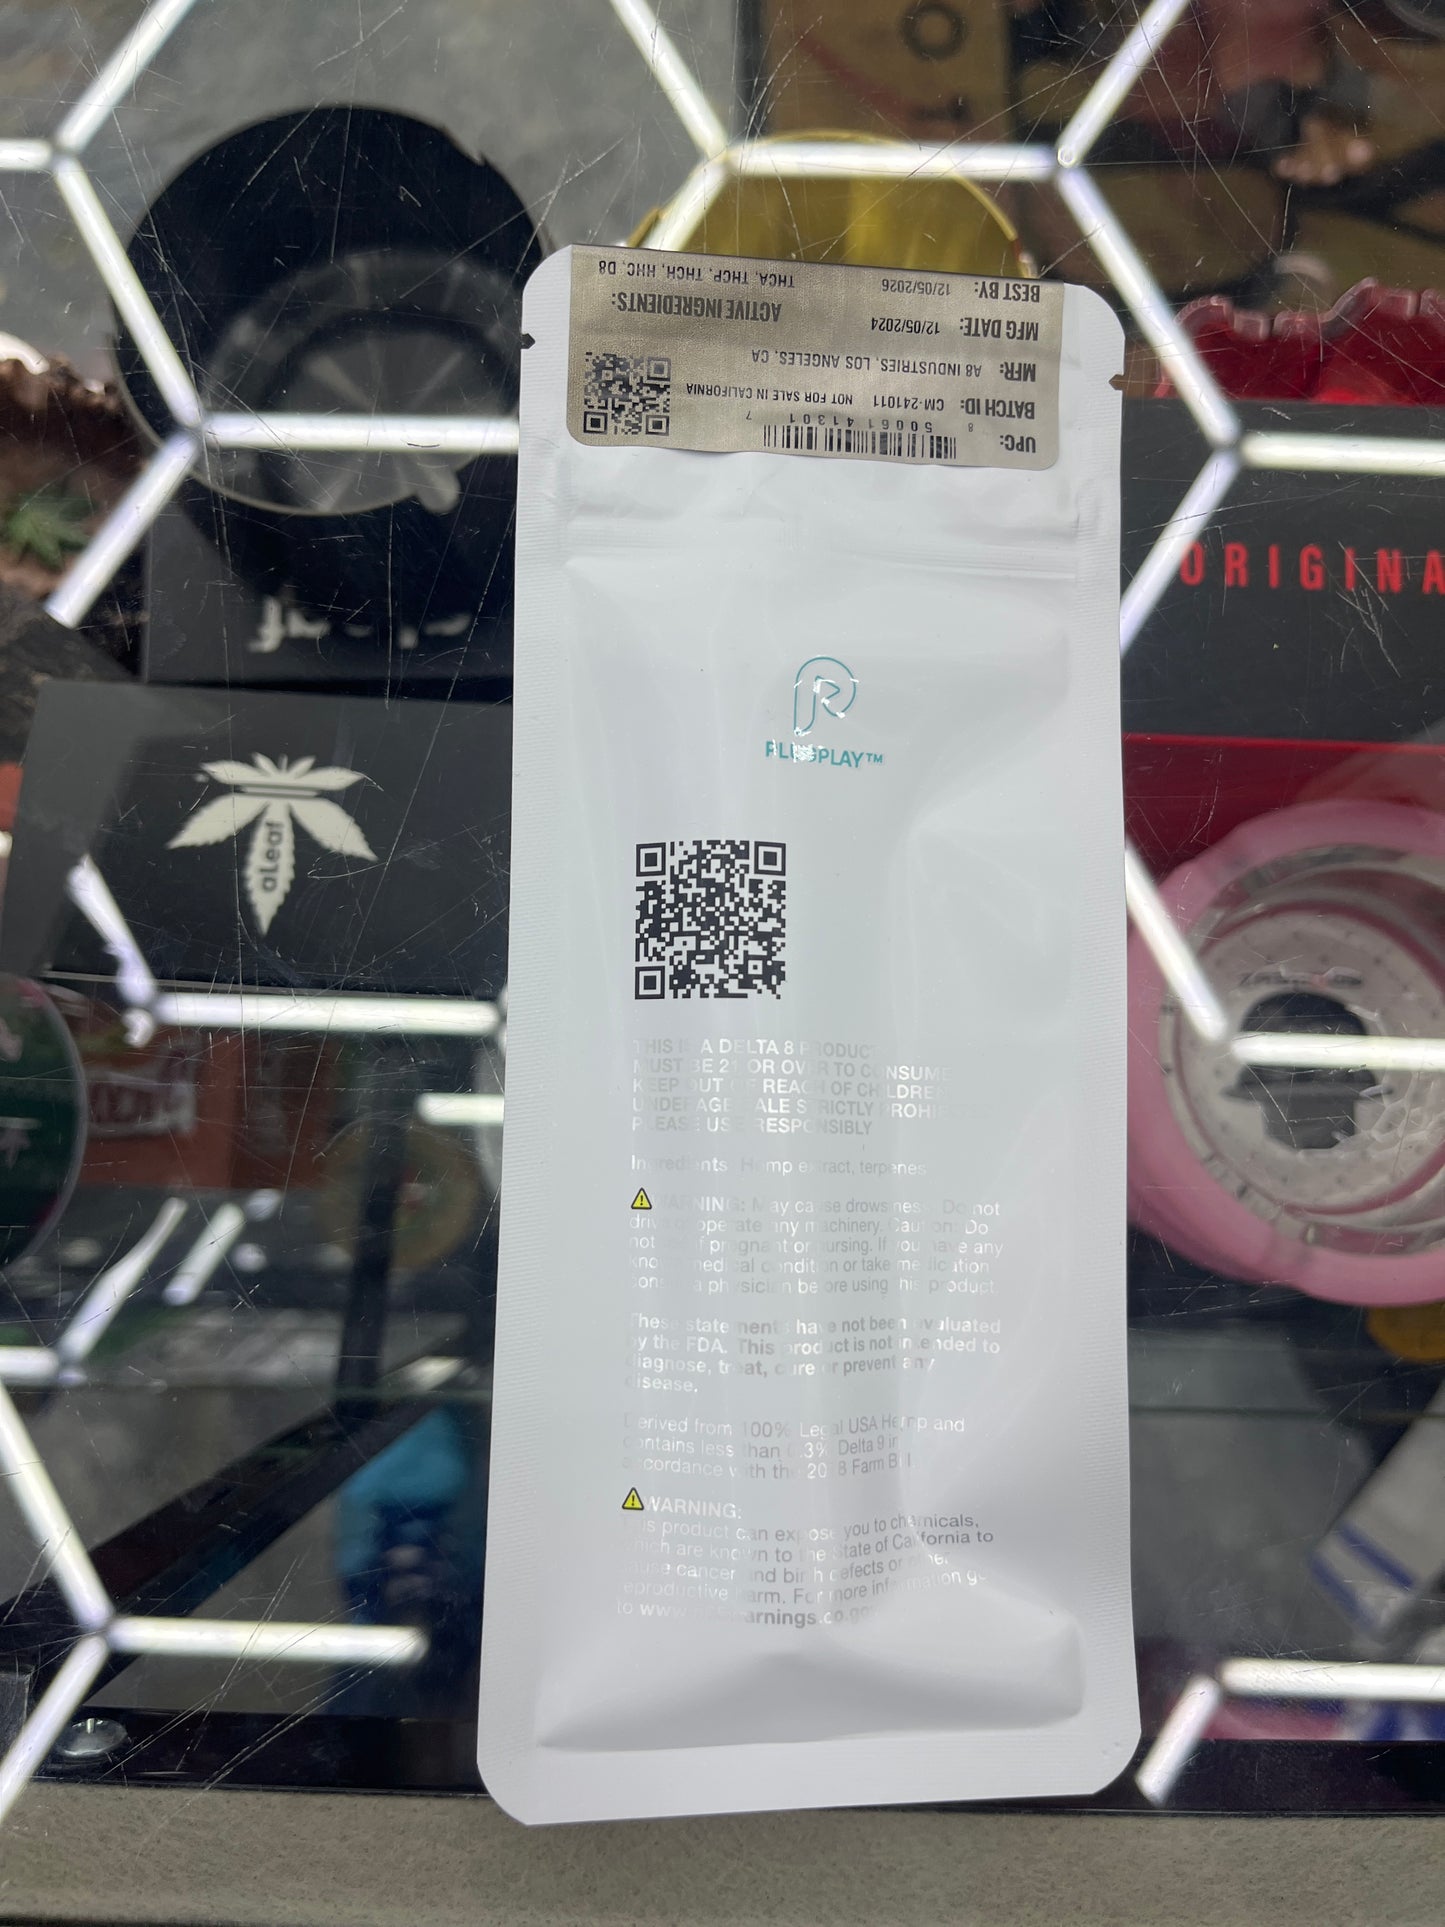 BEST BY: 12/05/2026
MFG DATE: 12/05/2024
MFR: A8 INDUSTRIES, LOS ANGELES, CA
BATCH ID: CM-241011 NOT FOR SALE IN CALIFORNIA
UPC:
8 50061 41301 7
ACTIVE INGREDIENTS:
THCA, THCP, THCH, HHC, D8
ORIGINA
PLUGPLAY™
aLeaf
THIS IS A DELTA 8 PRODUCT
MUST BE 21 OR OVER TO CONSUME
KEEP OUT OF REACH OF CHILDREN
UNDERAGE SALE STRICTLY PROHIBITED
PLEASE USE RESPONSIBLY
Ingredients: Hemp extract, terpenes
WARNING: May cause drowsiness. Do not
drive or operate any machinery. Caution: Do
not use if pregnant or nursing. If you have any
known medical condition or take medication
consult a physician before using this product.
These statements have not been evaluated
by the FDA. This product is not intended to
diagnose, treat, cure or prevent any
disease.
Derived from 100% Legal USA Hemp and
contains less than 0.3% Delta 9 in
accordance with the 2018 Farm Bill.
WARNING:
This product can expose you to chemicals,
which are known to the State of California to
cause cancer and birth defects or other
reproductive harm. For more information go
to